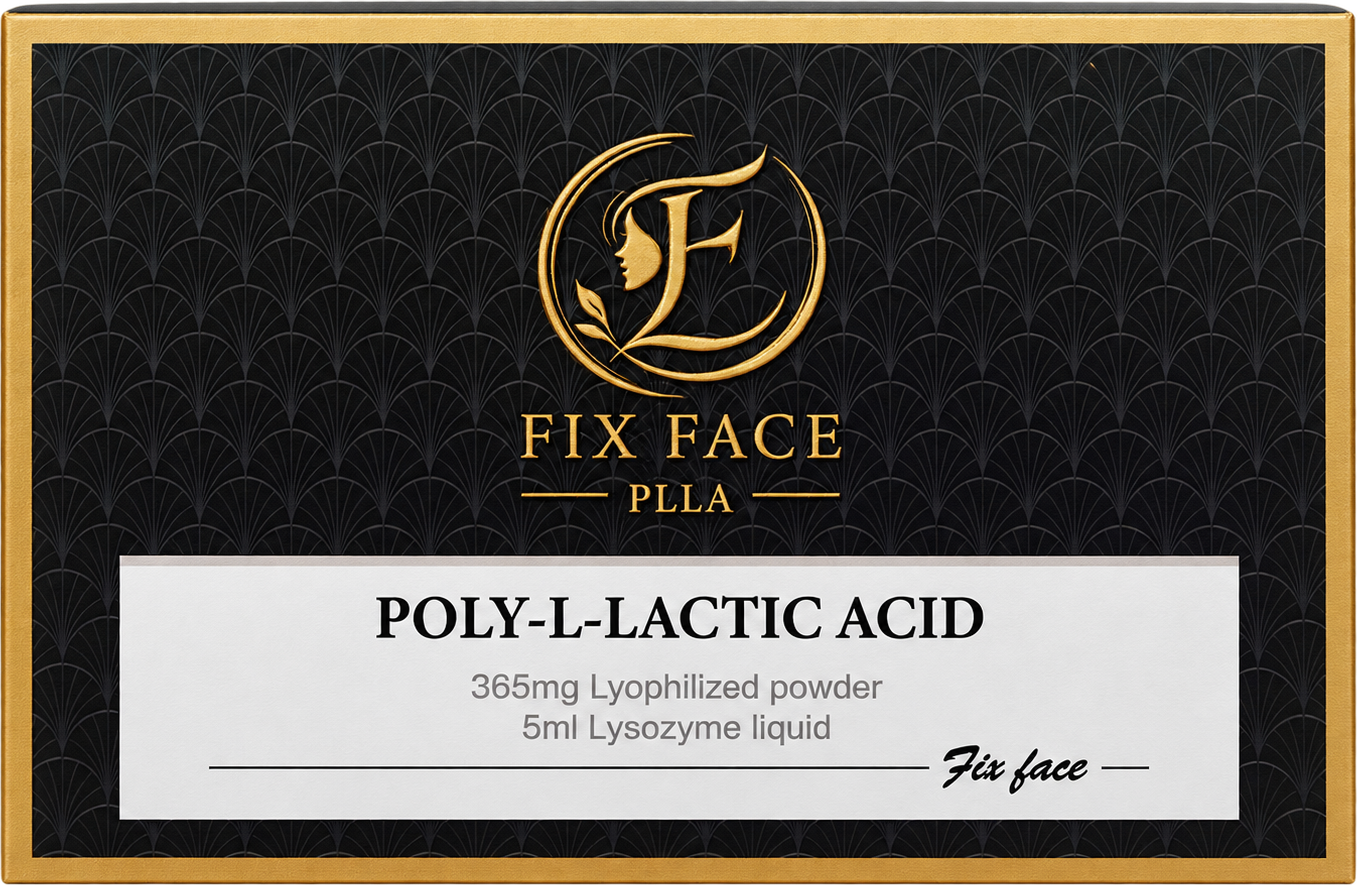 FIX FACE
PLLA
POLY-L-LACTIC ACID
365mg Lyophilized powder
5ml Lysozyme liquid
Fix face